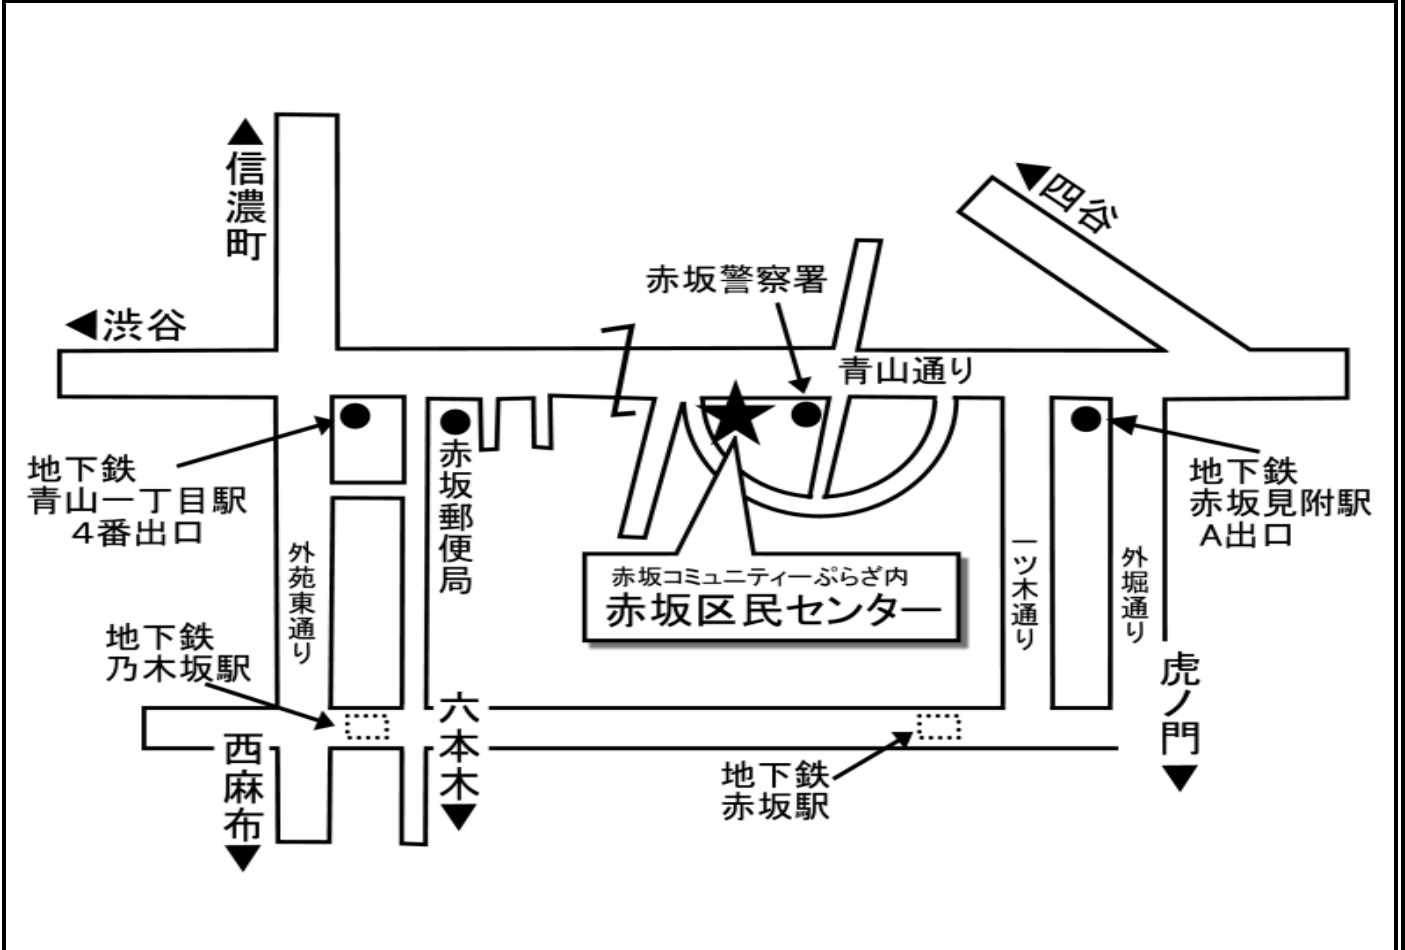 信濃町
四谷
渋谷
赤坂警察署
青山通り
地下鉄
青山一丁目駅
4番出口
赤坂郵便局
地下鉄
赤坂見附駅
A出口
外苑東通り
赤坂コミュニティーぷらざ内
赤坂区民センター
一ツ木通り
外堀通り
地下鉄
乃木坂駅
虎ノ門
六本木
西麻布
地下鉄
赤坂駅